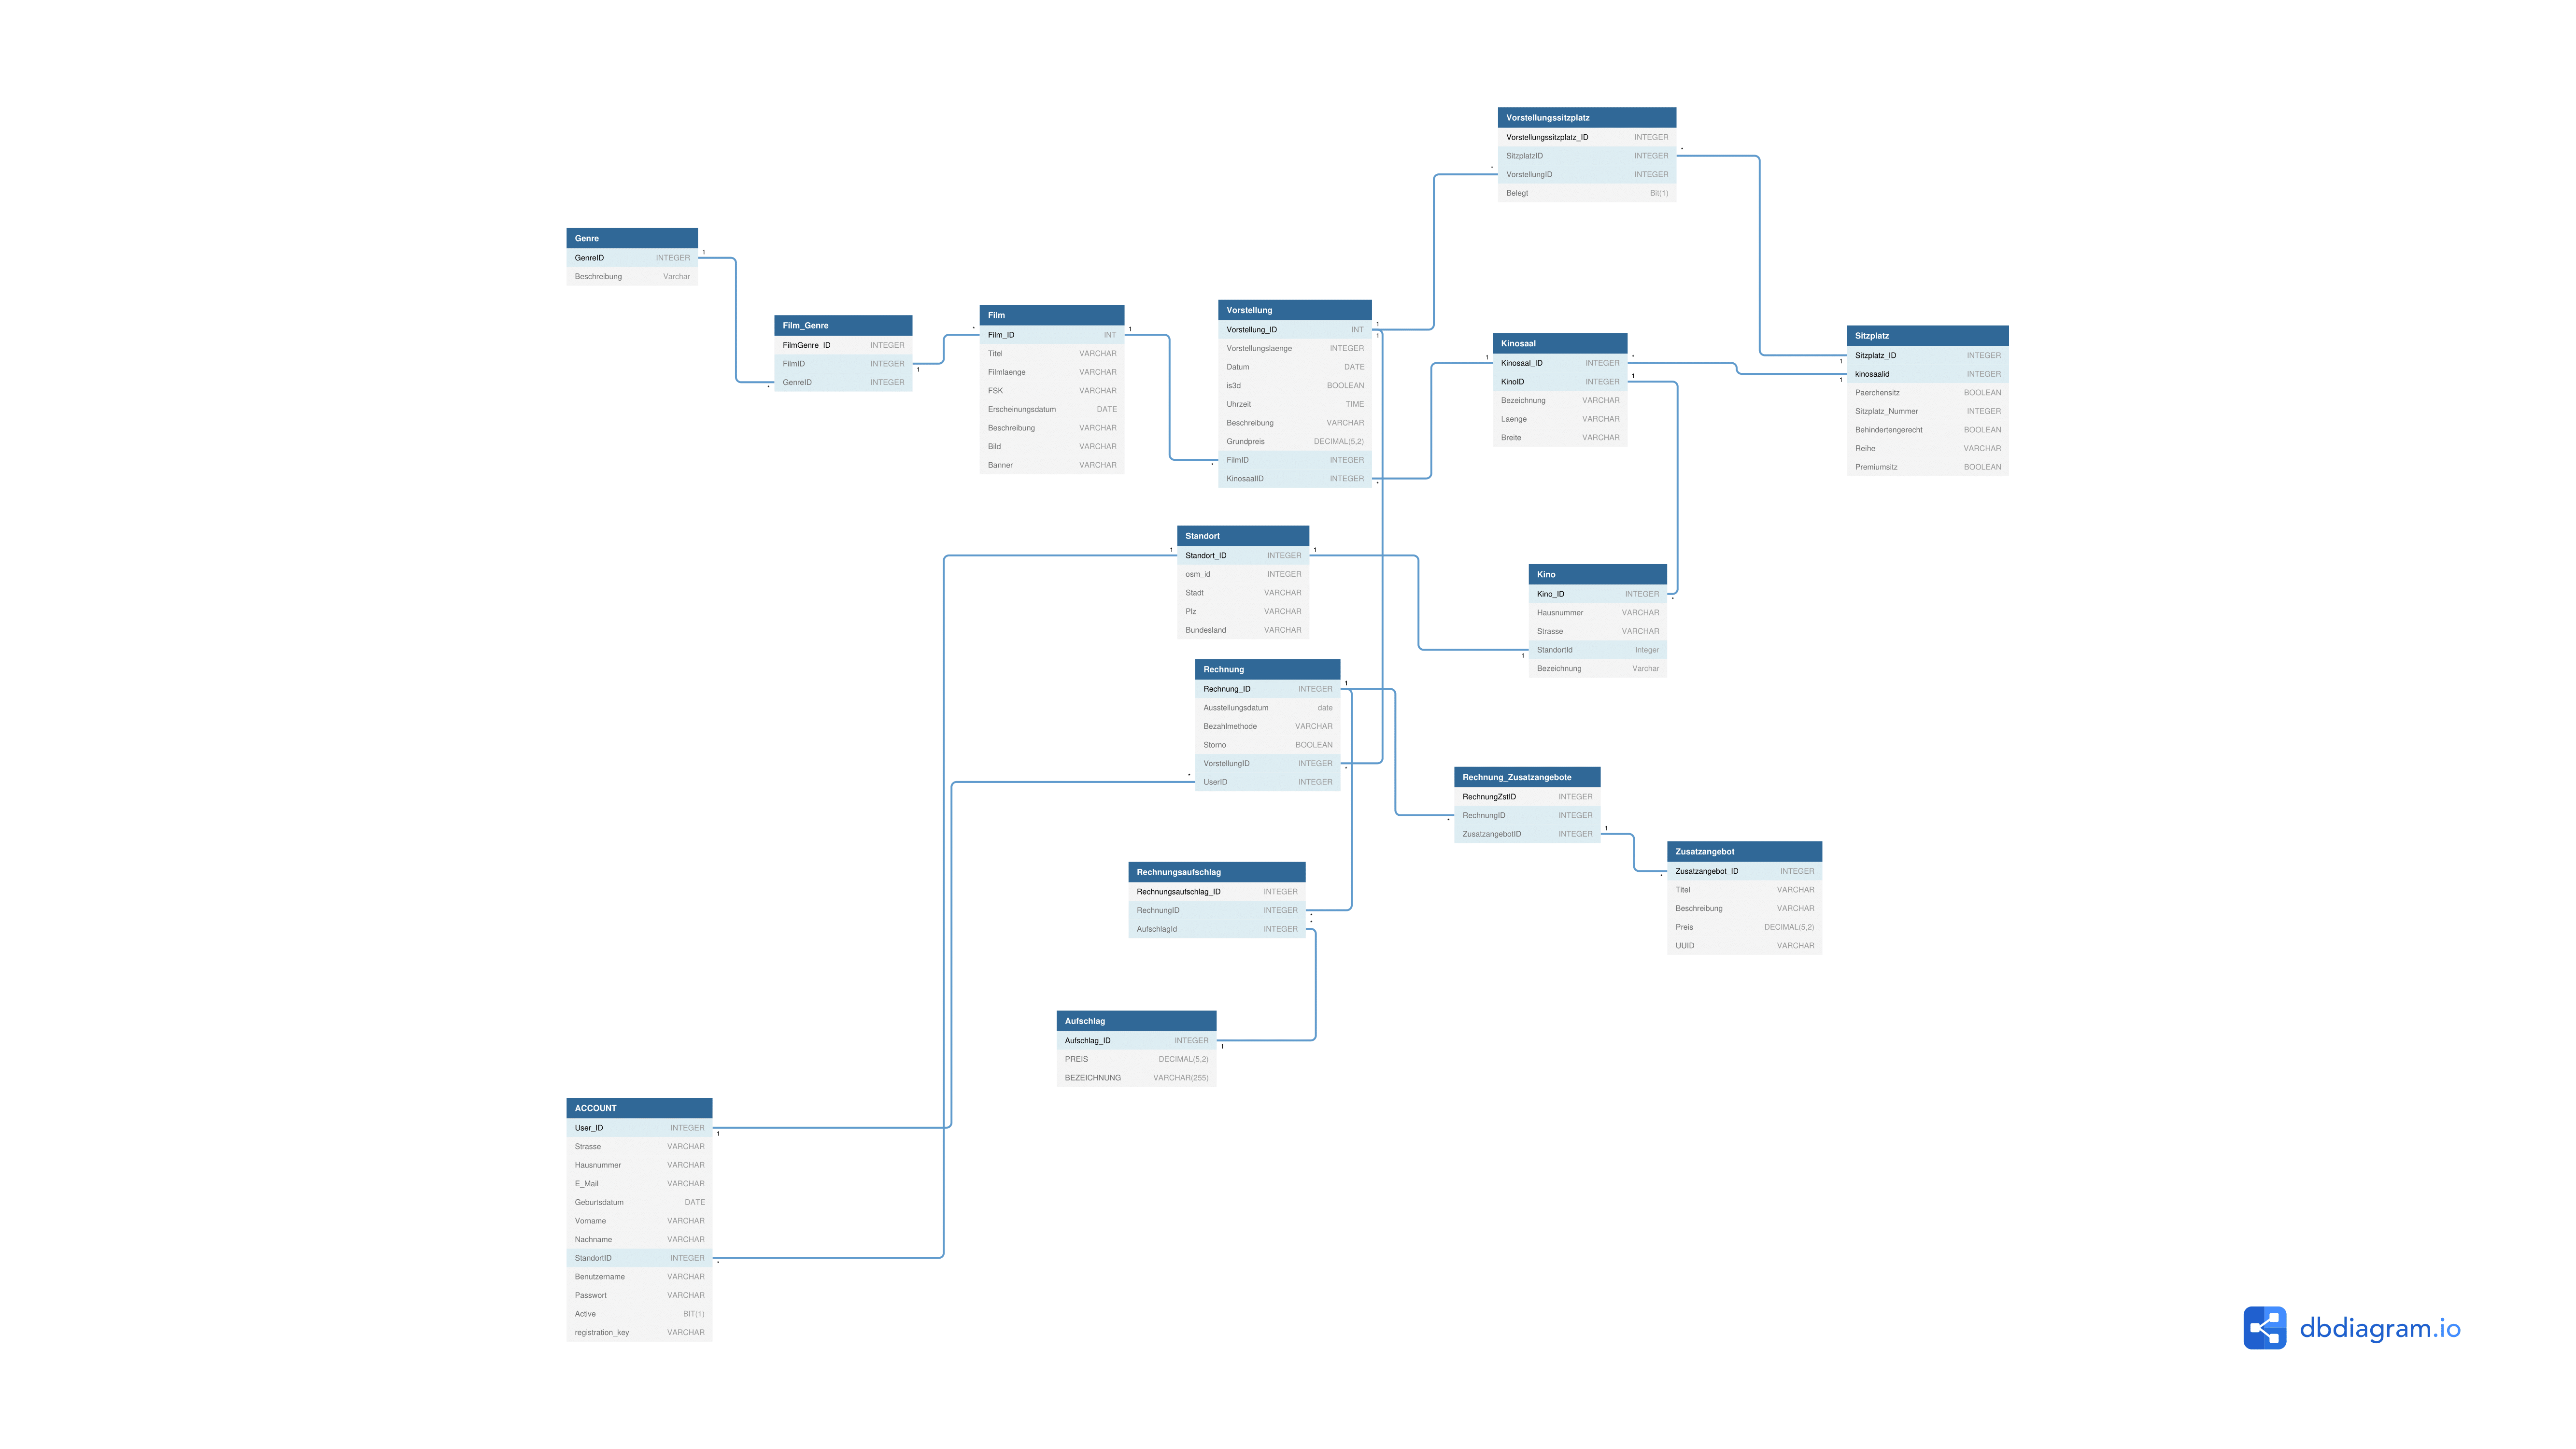 Vorstellungssitzplatz
Vorstellungssitzplatz_ID INTEGER
SitzplatzID INTEGER
VorstellungID INTEGER
Belegt Bit(1)
Genre
GenreID INTEGER
Beschreibung Varchar
Film_Genre
FilmGenre_ID INTEGER
FilmID INTEGER
GenreID INTEGER
Film
Film_ID INT
Titel VARCHAR
Filmlaenge VARCHAR
FSK VARCHAR
Erscheinungsdatum DATE
Beschreibung VARCHAR
Bild VARCHAR
Banner VARCHAR
Vorstellung
Vorstellung_ID INT
Vorstellungslaenge INTEGER
Datum DATE
is3d BOOLEAN
Uhrzeit TIME
Beschreibung VARCHAR
Grundpreis DECIMAL(5,2)
FilmID INTEGER
KinosaalID INTEGER
Kinosaal
Kinosaal_ID INTEGER
KinoID INTEGER
Bezeichnung VARCHAR
Laenge VARCHAR
Breite VARCHAR
Sitzplatz
Sitzplatz_ID INTEGER
kinosaalid INTEGER
Paerchensitz BOOLEAN
Sitzplatz_Nummer INTEGER
Behindertengerecht BOOLEAN
Reihe VARCHAR
Premiumsitz BOOLEAN
Standort
Standort_ID INTEGER
osm_id INTEGER
Stadt VARCHAR
Plz VARCHAR
Bundesland VARCHAR
Kino
Kino_ID INTEGER
Hausnummer VARCHAR
Strasse VARCHAR
StandortId Integer
Bezeichnung Varchar
Rechnung
Rechnung_ID INTEGER
Ausstellungsdatum date
Bezahlmethode VARCHAR
Storno BOOLEAN
VorstellungID INTEGER
UserID INTEGER
Rechnung_Zusatzangebote
RechnungZstID INTEGER
RechnungID INTEGER
ZusatzangebotID INTEGER
Zusatzangebot
Zusatzangebot_ID INTEGER
Titel VARCHAR
Beschreibung VARCHAR
Preis DECIMAL(5,2)
UUID VARCHAR
Rechnungsaufschlag
Rechnungsaufschlag_ID INTEGER
RechnungID INTEGER
AufschlagId INTEGER
Aufschlag
Aufschlag_ID INTEGER
PREIS DECIMAL(5,2)
BEZEICHNUNG VARCHAR(255)
ACCOUNT
User_ID INTEGER
Strasse VARCHAR
Hausnummer VARCHAR
E_Mail VARCHAR
Geburtsdatum DATE
Vorname VARCHAR
Nachname VARCHAR
StandortID INTEGER
Benutzername VARCHAR
Passwort VARCHAR
Active BIT(1)
registration_key VARCHAR
dbdiagram.io